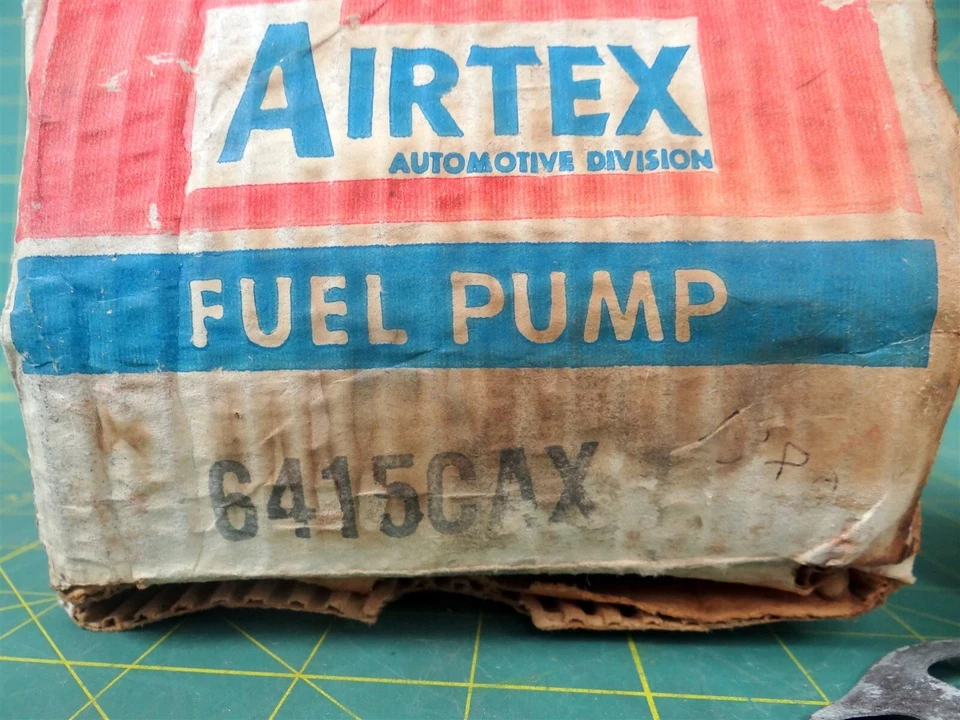 AIRTEX
AUTOMOTIVE DIVISION
FUEL PUMP
6415CAX